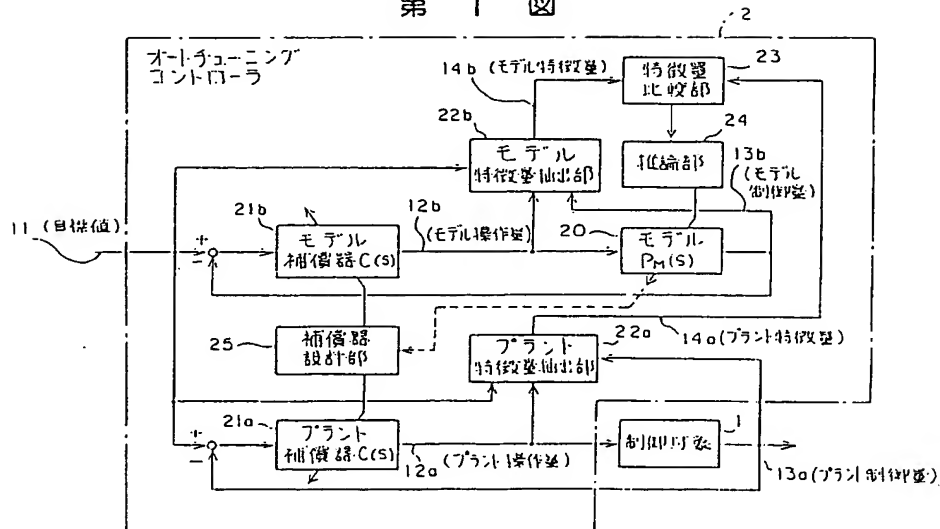 第 1 図
2
オートチューニング
コントローラ
14b (モデル特徴量)
特徴量
比較部
23
24
22b
モデル
特徴量抽出部
推論部
13b
(モデル
制御量)
11 (目標値)
21b
12b
(モデル操作量)
20
+
-
モデル
補償器C(S)
モデル
PM(S)
25
補償器
設計部
プラント
特徴量抽出部
22a
14a(プラント特徴量)
21a
+
-
プラント
補償器C(S)
12a (プラント操作量)
制御対象
1
13a(プラント制御量)